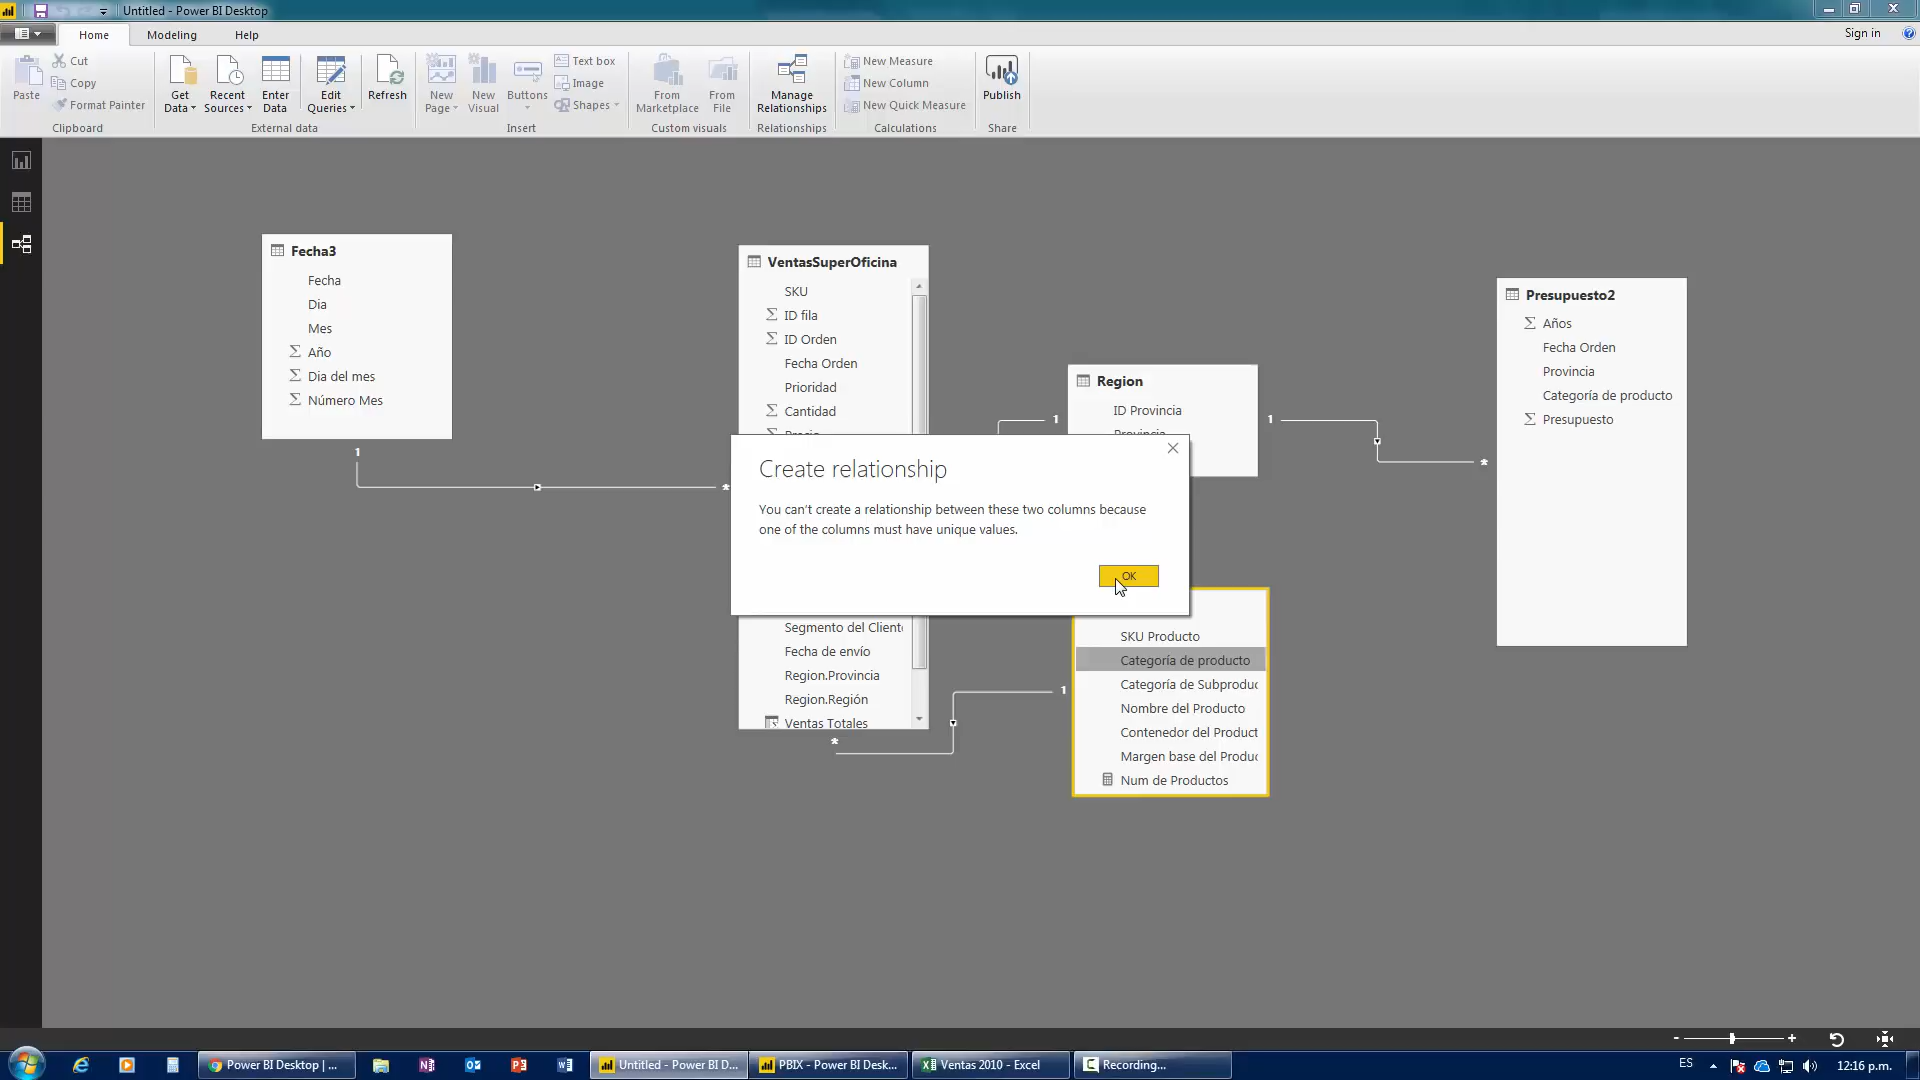 Untitled - Power BI Desktop
Home
Modeling
Help
Sign in
Paste
Cut
Copy
Format Painter
Clipboard
Get Data
Recent Sources
Enter Data
Edit Queries
Refresh
External data
New Page
New Visual
Buttons
Text box
Image
Shapes
Insert
From Marketplace
From File
Custom visuals
Manage Relationships
Relationships
New Measure
New Column
New Quick Measure
Calculations
Publish
Share
Fecha3
Fecha
Dia
Mes
Σ Año
Σ Dia del mes
Σ Número Mes
1
*
VentasSuperOficina
SKU
Σ ID fila
Σ ID Orden
Fecha Orden
Prioridad
Σ Cantidad
Segmento del Cliente
Fecha de envío
Region.Provincia
Region.Región
Ventas Totales
*
1
Region
ID Provincia
Provincia
1
*
Presupuesto2
Σ Años
Fecha Orden
Provincia
Categoría de producto
Σ Presupuesto
Create relationship
You can't create a relationship between these two columns because
one of the columns must have unique values.
OK
SKU Producto
Categoría de producto
Categoría de Subproduc
Nombre del Producto
Contenedor del Product
Margen base del Produc
Num de Productos
1
Power BI Desktop | ...
Untitled - Power BI D...
PBIX - Power BI Desk...
Ventas 2010 - Excel
Recording...
ES
12:16 p.m.